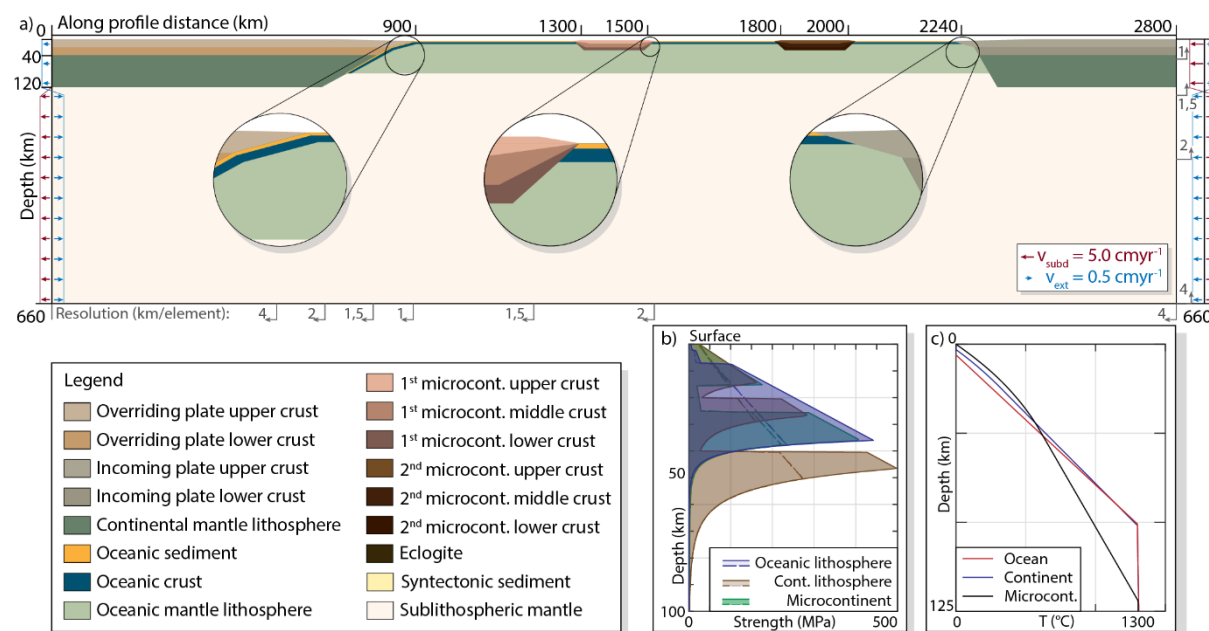 a) Along profile distance (km)
0 900 1300 1500 1800 2000 2240 2800
0
40
120
Depth (km)
660
1
1,5
2
4
660
v_subd = 5.0 cmyr⁻¹
v_ext = 0.5 cmyr⁻¹
Resolution (km/element): 4 2 1,5 1 1,5 2 4
Legend
Overriding plate upper crust
Overriding plate lower crust
Incoming plate upper crust
Incoming plate lower crust
Continental mantle lithosphere
Oceanic sediment
Oceanic crust
Oceanic mantle lithosphere
1st microcont. upper crust
1st microcont. middle crust
1st microcont. lower crust
2nd microcont. upper crust
2nd microcont. middle crust
2nd microcont. lower crust
Eclogite
Syntectonic sediment
Sublithospheric mantle
b) Surface
50
Depth (km)
Oceanic lithosphere
Cont. lithosphere
Microcontinent
100
0 Strength (MPa) 500
c)
0
Depth (km)
Ocean
Continent
Microcont.
125
0 T (°C) 1300